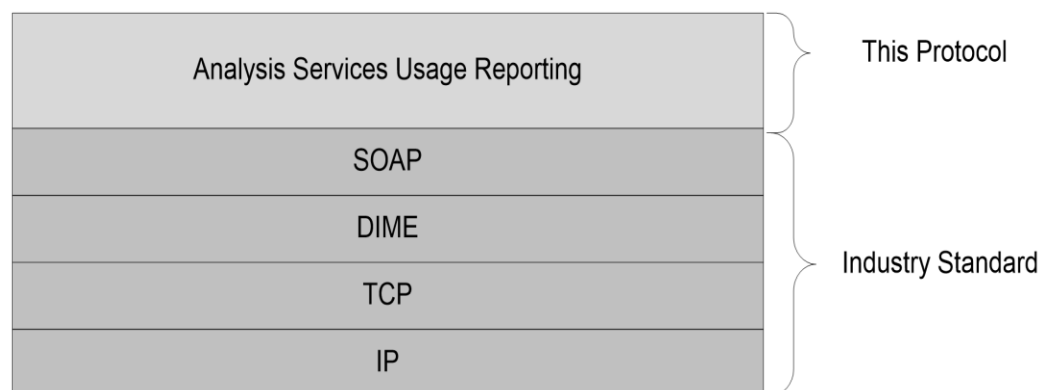 Analysis Services Usage Reporting
This Protocol
SOAP
DIME
TCP
IP
Industry Standard